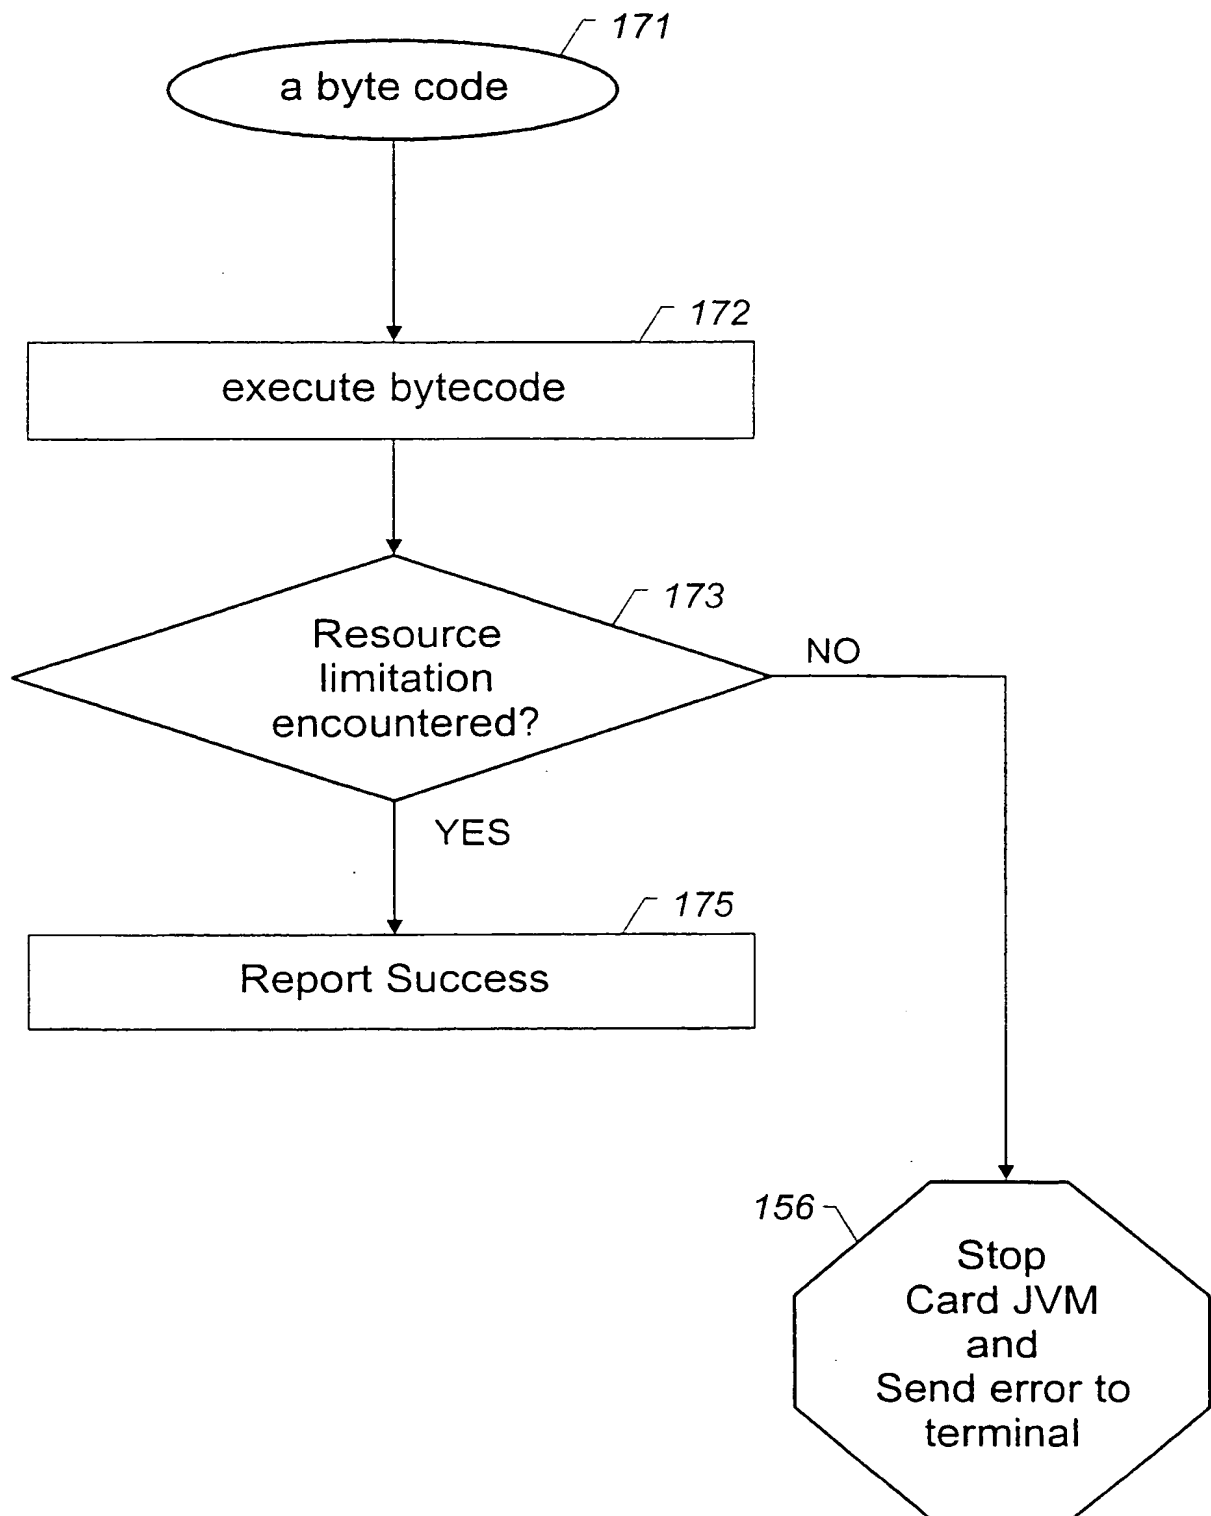 171
a byte code
172
execute bytecode
173
Resource
limitation
encountered?
NO
YES
175
Report Success
156
Stop
Card JVM
and
Send error to
terminal